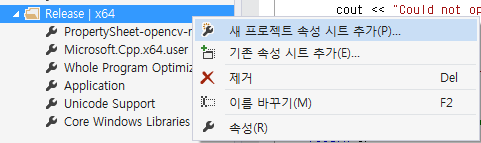 Release | x64
PropertySheet-opencv-r
Microsoft.Cpp.x64.user
Whole Program Optimiz
Application
Unicode Support
Core Windows Libraries
새 프로젝트 속성 시트 추가(P)...
기존 속성 시트 추가(E)...
제거 Del
이름 바꾸기(M) F2
속성(R)
cout << "Could not op